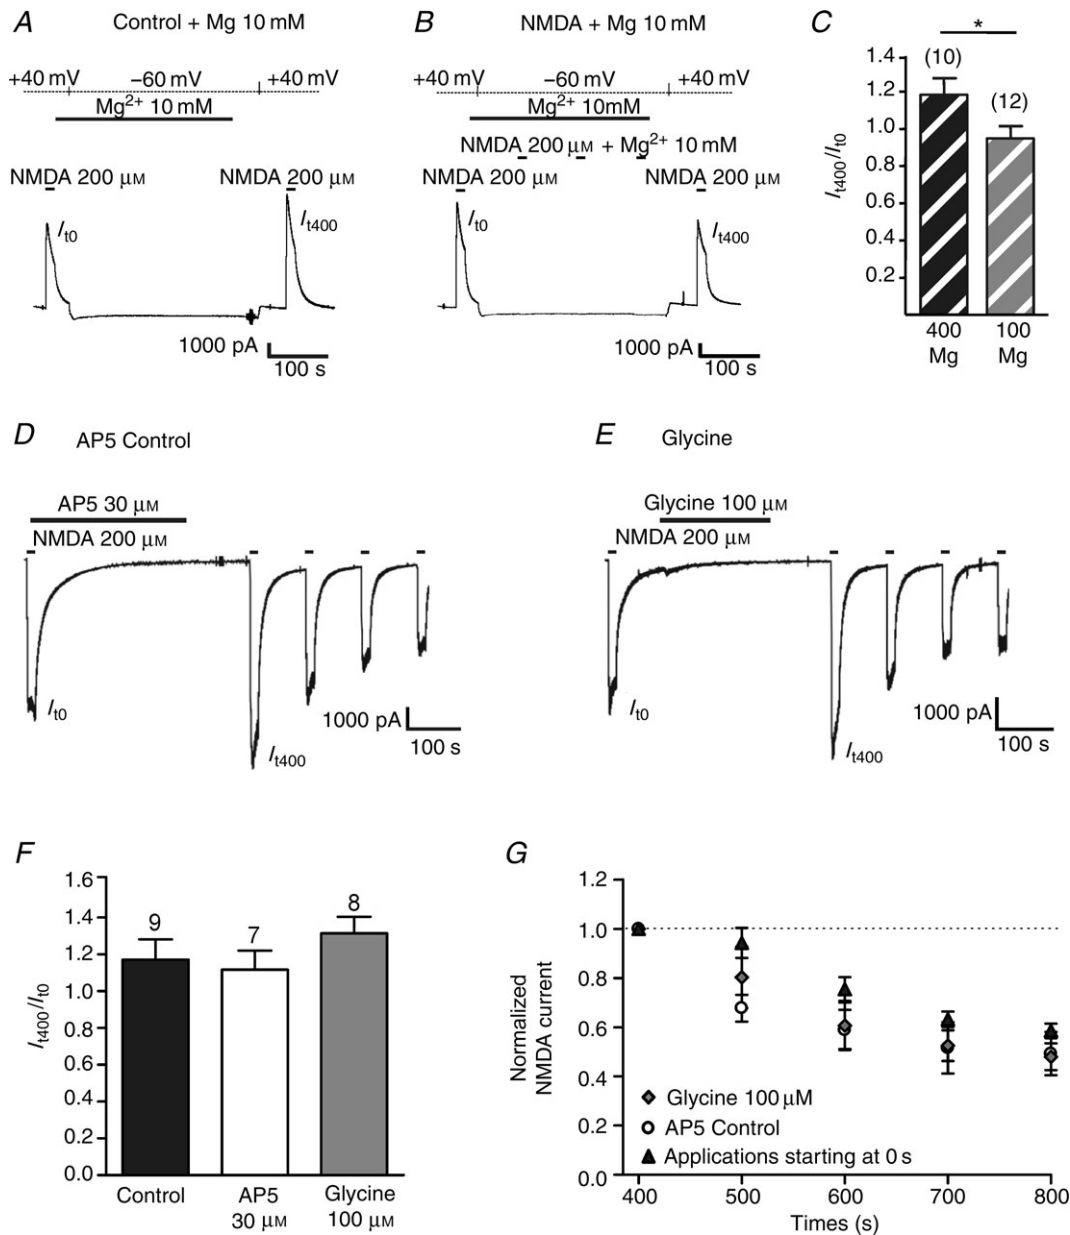 A Control + Mg 10 mM
+40 mV −60 mV +40 mV
Mg²⁺ 10 mM
NMDA 200 µM NMDA 200 µM
Iₜ₀
Iₜ₄₀₀
1000 pA
100 s
B NMDA + Mg 10 mM
+40 mV −60 mV +40 mV
Mg²⁺ 10mM
NMDA 200 µM + Mg²⁺ 10 mM
NMDA 200 µM NMDA 200 µM
Iₜ₀
Iₜ₄₀₀
1000 pA
100 s
C
*
(10)
(12)
1.4
1.2
1.0
0.8
0.6
0.4
0.2
Iₜ₄₀₀/Iₜ₀
400 100
Mg Mg
D AP5 Control
AP5 30 µM
NMDA 200 µM
Iₜ₀
Iₜ₄₀₀
1000 pA
100 s
E Glycine
Glycine 100 µM
NMDA 200 µM
Iₜ₀
Iₜ₄₀₀
1000 pA
100 s
F
1.6
1.4
1.2
1.0
0.8
0.6
0.4
0.2
0.0
Iₜ₄₀₀/Iₜ₀
9
7
8
Control AP5 Glycine
30 µM 100 µM
G
1.2
1.0
0.8
0.6
0.4
0.2
0.0
Normalized
NMDA current
Glycine 100 µM
AP5 Control
Applications starting at 0 s
400 500 600 700 800
Times (s)